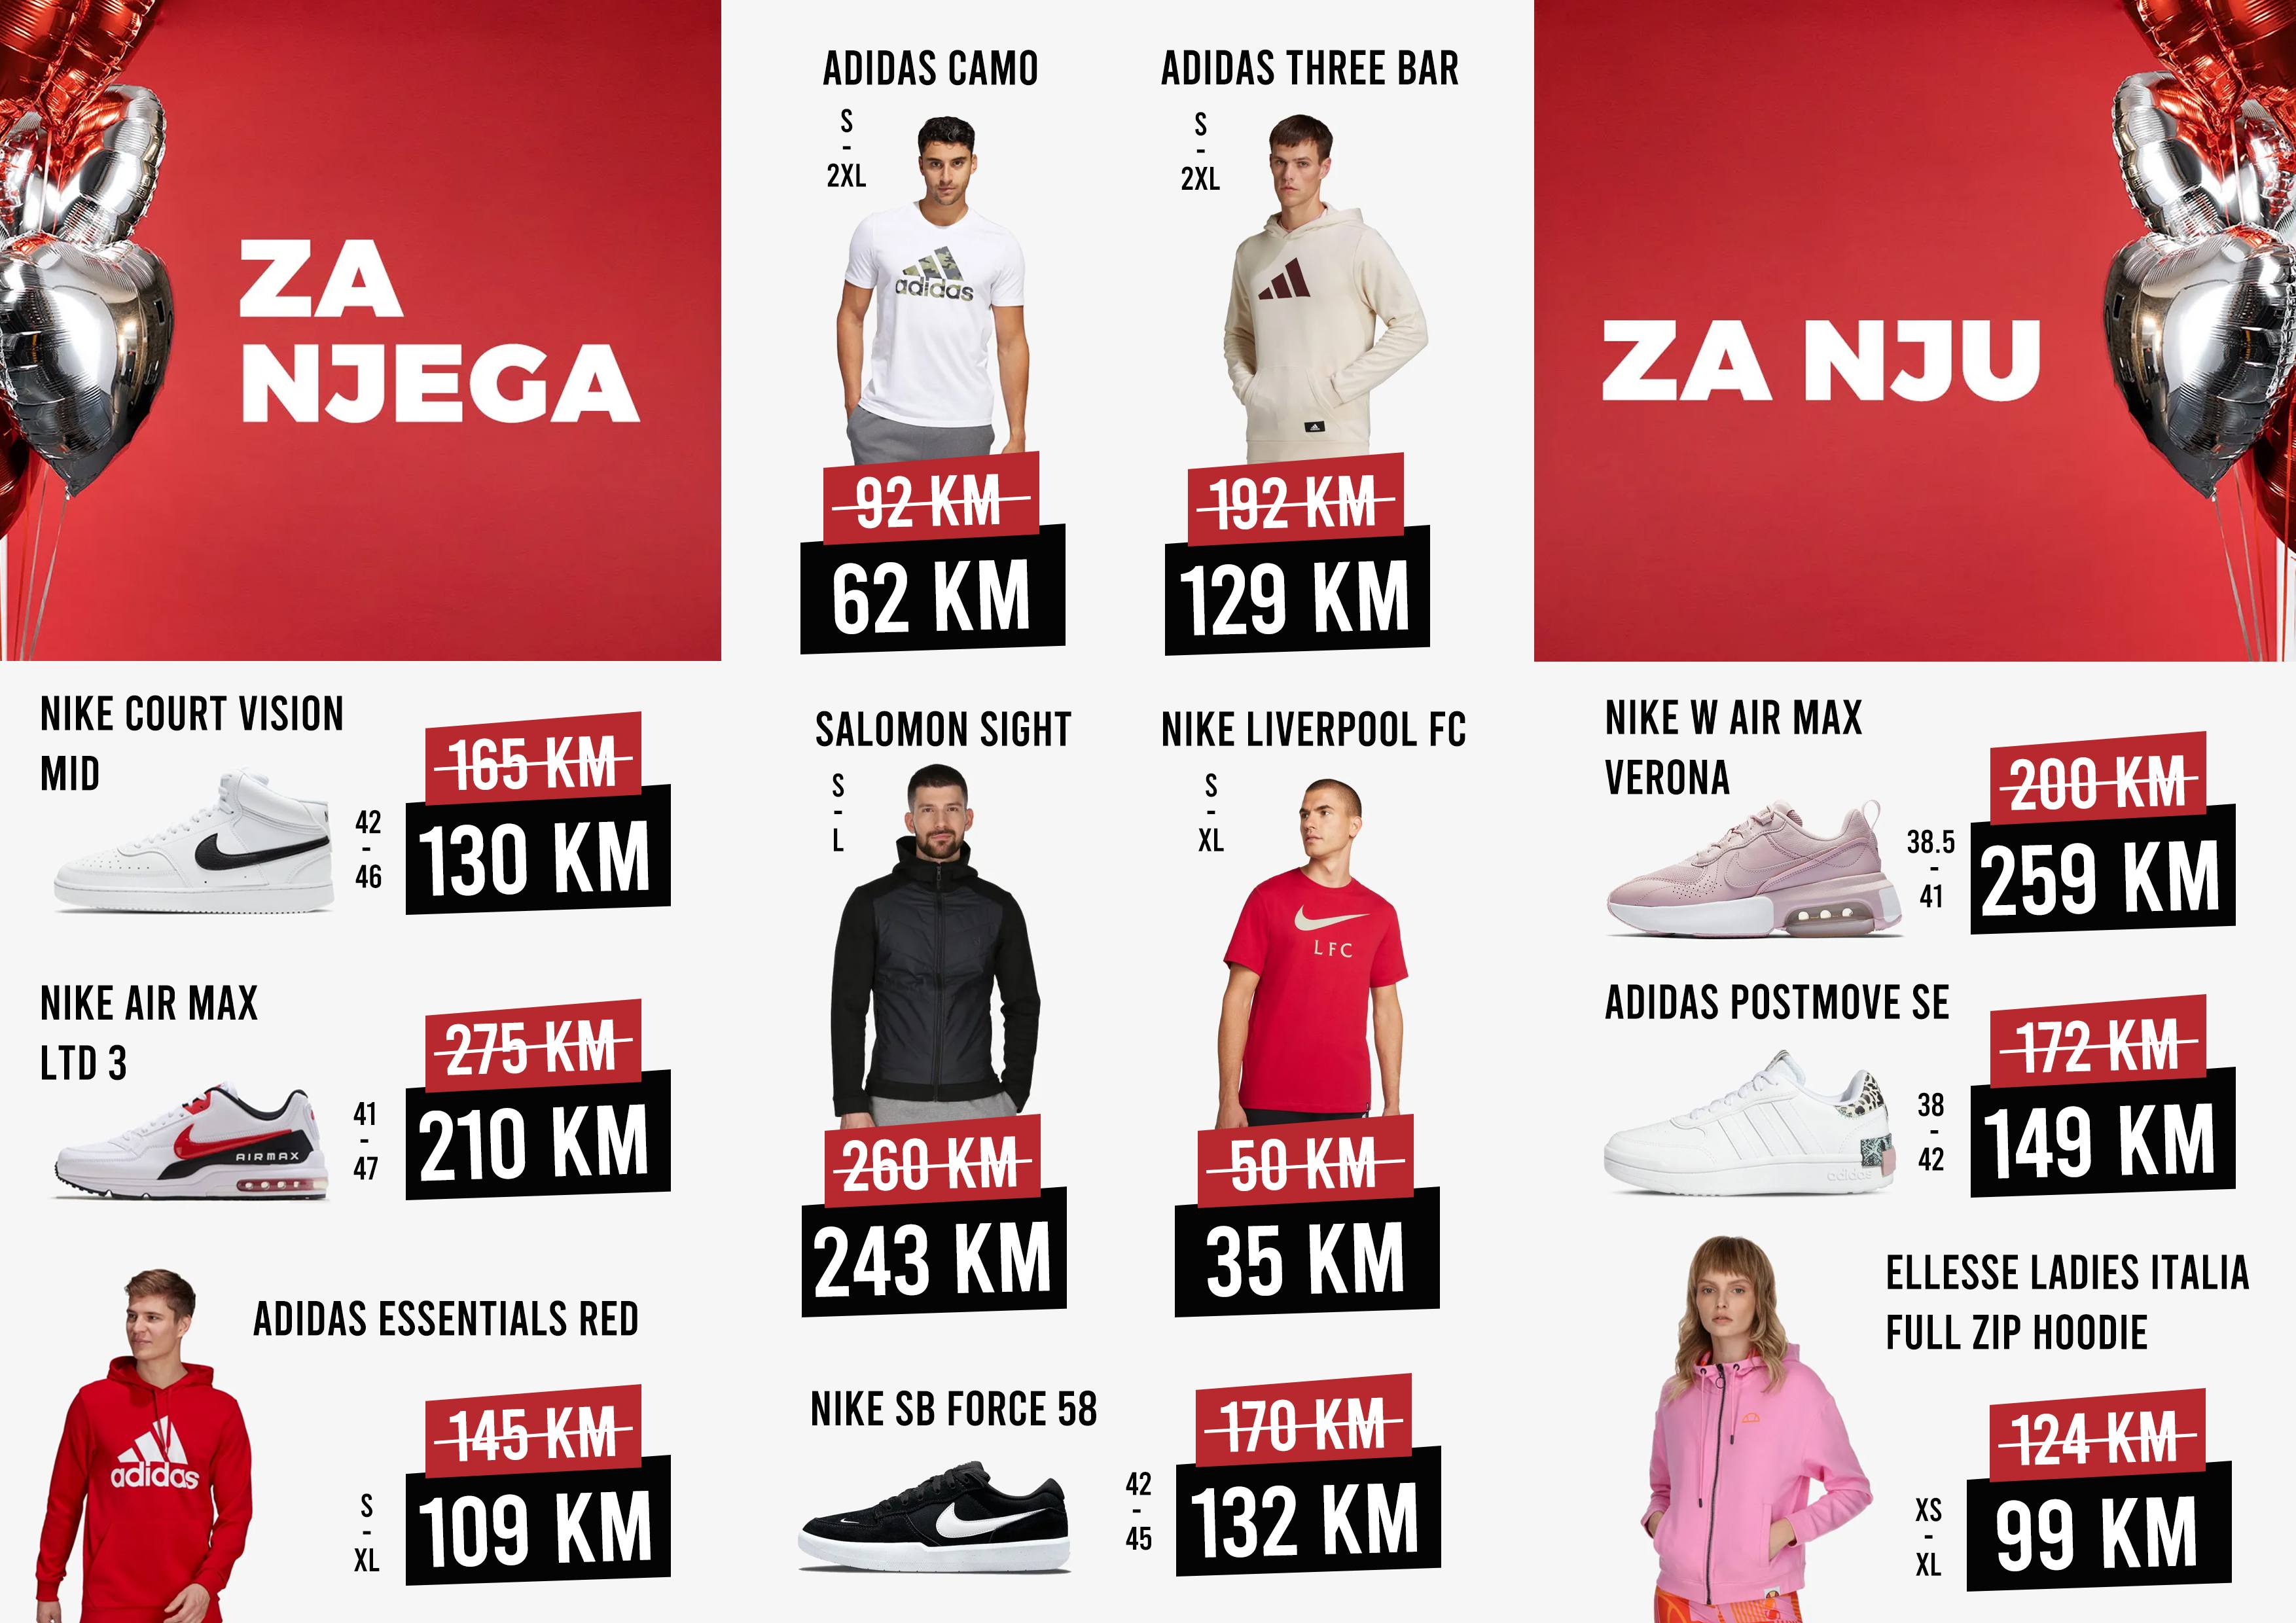 ZA
NJEGA
NIKE COURT VISION
MID
42
-
46
165 KM
130 KM
NIKE AIR MAX
LTD 3
AIRMAX
41
-
47
275 KM
210 KM
ADIDAS ESSENTIALS RED
adidas
S
-
XL
145 KM
109 KM
ADIDAS CAMO
S
-
2XL
adidas
92 KM
62 KM
ADIDAS THREE BAR
S
-
2XL
192 KM
129 KM
SALOMON SIGHT
S
-
L
260 KM
243 KM
NIKE LIVERPOOL FC
S
-
XL
LFC
50 KM
35 KM
NIKE SB FORCE 58
42
-
45
170 KM
132 KM
ZA NJU
NIKE W AIR MAX
VERONA
38.5
-
41
200 KM
259 KM
ADIDAS POSTMOVE SE
adidas
38
-
42
172 KM
149 KM
ELLESSE LADIES ITALIA
FULL ZIP HOODIE
XS
-
XL
124 KM
99 KM